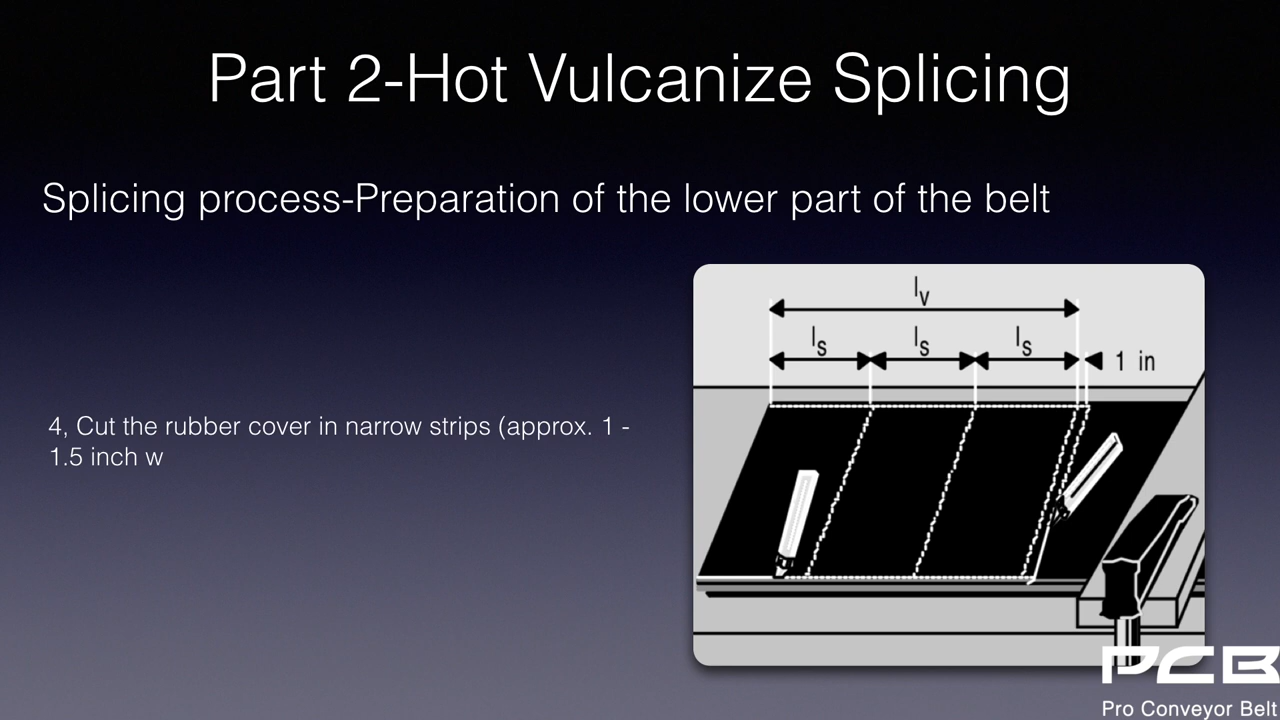 Part 2-Hot Vulcanize Splicing
Splicing process-Preparation of the lower part of the belt
lv
ls ls ls 1 in
4, Cut the rubber cover in narrow strips (approx. 1 -
1.5 inch w
PCB
Pro Conveyor Belt